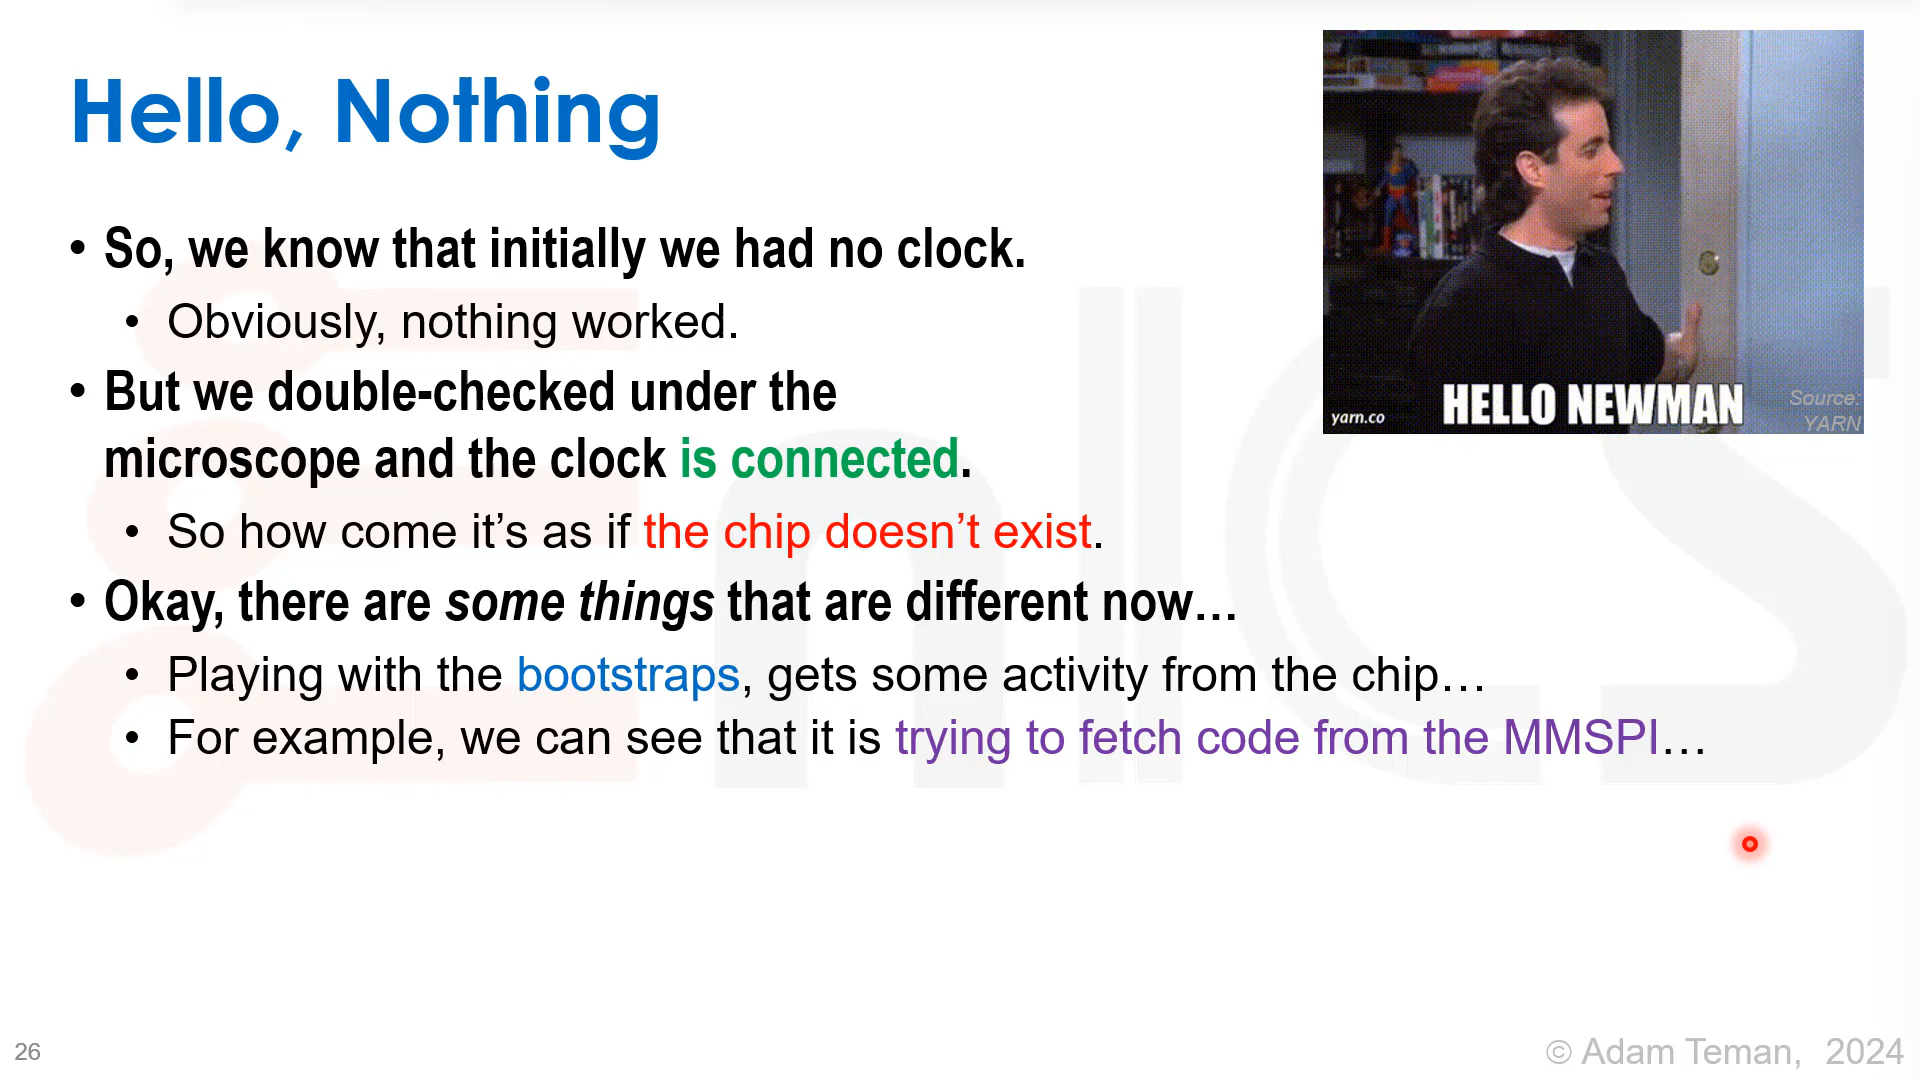 Hello, Nothing
• So, we know that initially we had no clock.
• Obviously, nothing worked.
• But we double-checked under the
microscope and the clock is connected.
• So how come it’s as if the chip doesn’t exist.
• Okay, there are some things that are different now…
• Playing with the bootstraps, gets some activity from the chip…
• For example, we can see that it is trying to fetch code from the MMSPI…
yarn.co
HELLO NEWMAN
Source:
YARN
26
© Adam Teman, 2024